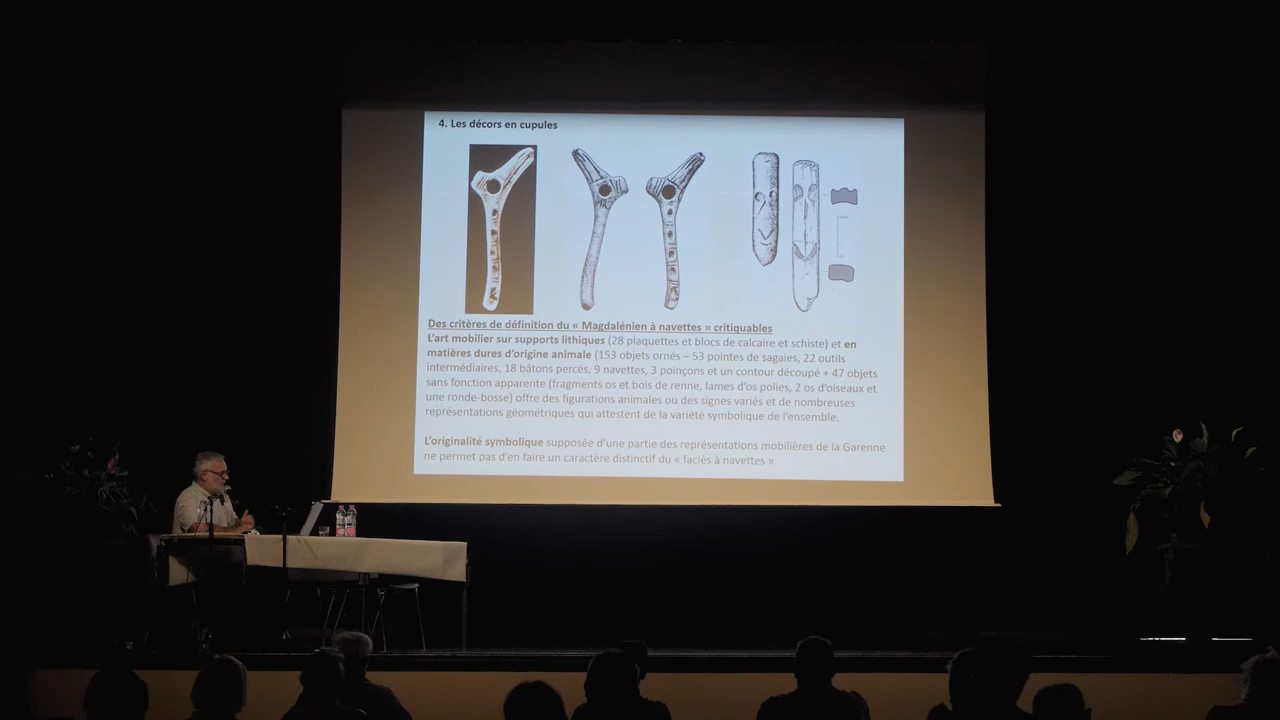 4. Les décors en cupules
Des critères de définition du « Magdalénien à navettes » critiquables
L'art mobilier sur supports lithiques (28 plaquettes et blocs de calcaire et schiste) et en
matières dures d'origine animale (153 objets ornés – 53 pointes de sagaies, 22 outils
intermédiaires, 18 bâtons percés, 9 navettes, 3 poinçons et un contour découpé + 47 objets
sans fonction apparente (fragments os et bois de renne, lames d'os polies, 2 os d'oiseaux et
une ronde-bosse) offre des figurations animales ou des signes variés et de nombreuses
représentations géométriques qui attestent de la variété symbolique de l'ensemble.
L'originalité symbolique supposée d'une partie des représentations mobilières de la Garenne
ne permet pas d'en faire un caractère distinctif du « faciès à navettes ».